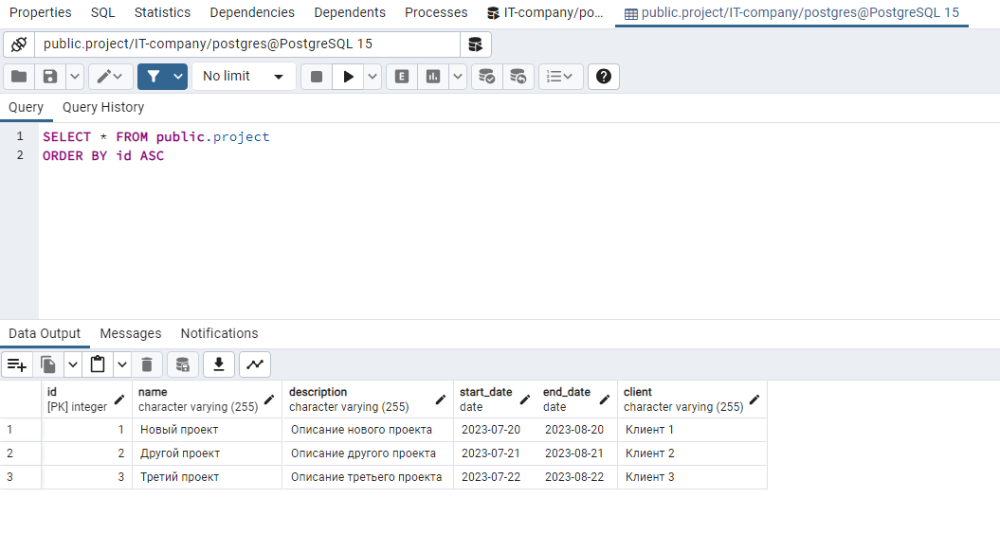 Properties SQL Statistics Dependencies Dependents Processes IT-company/po... public.project/IT-company/postgres@PostgreSQL 15
public.project/IT-company/postgres@PostgreSQL 15
No limit E
Query Query History
1 SELECT * FROM public.project
2 ORDER BY id ASC
Data Output Messages Notifications
id name description start_date end_date client
[PK] integer character varying (255) character varying (255) date date character varying (255)
1 1 Новый проект Описание нового проекта 2023-07-20 2023-08-20 Клиент 1
2 2 Другой проект Описание другого проекта 2023-07-21 2023-08-21 Клиент 2
3 3 Третий проект Описание третьего проекта 2023-07-22 2023-08-22 Клиент 3